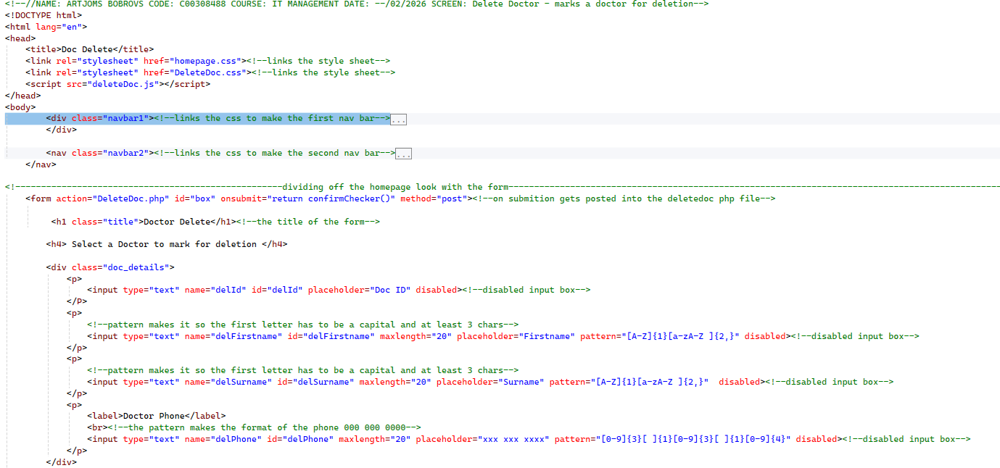 <!--//NAME: ARTJOMS BOBROVS CODE: C00308488 COURSE: IT MANAGEMENT DATE: --/02/2026 SCREEN: Delete Doctor - marks a doctor for deletion-->
<!DOCTYPE html>
<html lang="en">
<head>
    <title>Doc Delete</title>
    <link rel="stylesheet" href="homepage.css"><!--links the style sheet-->
    <link rel="stylesheet" href="DeleteDoc.css"><!--links the style sheet-->
    <script src="deleteDoc.js"></script>
</head>
<body>
        <div class="navbar1"><!--links the css to make the first nav bar-->...
        </div>
        <nav class="navbar2"><!--links the css to make the second nav bar-->...
    </nav>
<!----------------------------------------------------dividing off the homepage look with the form------------------------------------------------------------------------------------------------
    <form action="DeleteDoc.php" id="box" onsubmit="return confirmChecker()" method="post"><!--on submition gets posted into the deletedoc php file-->
         <h1 class="title">Doctor Delete</h1><!--the title of the form-->
        <h4> Select a Doctor to mark for deletion </h4>
        <div class="doc_details">
            <p>
                <input type="text" name="delId" id="delId" placeholder="Doc ID" disabled><!--disabled input box-->
            </P>
            <p>
                <!--pattern makes it so the first letter has to be a capital and at least 3 chars-->
                <input type="text" name="delFirstname" id="delFirstname" maxlength="20" placeholder="Firstname" pattern="[A-Z]{1}[a-zA-Z ]{2,}" disabled><!--disabled input box-->
            </p>
            <p>
                <!--pattern makes it so the first letter has to be a capital and at least 3 chars-->
                <input type="text" name="delSurname" id="delSurname" maxlength="20" placeholder="Surname" pattern="[A-Z]{1}[a-zA-Z ]{2,}"  disabled><!--disabled input box-->
            </p>
            <p>
                <label>Doctor Phone</label>
                <br><!--the pattern makes the format of the phone 000 000 0000-->
                <input type="text" name="delPhone" id="delPhone" maxlength="20" placeholder="xxx xxx xxxx" pattern="[0-9]{3}[ ]{1}[0-9]{3}[ ]{1}[0-9]{4}" disabled><!--disabled input box-->
            </p>
        </div>